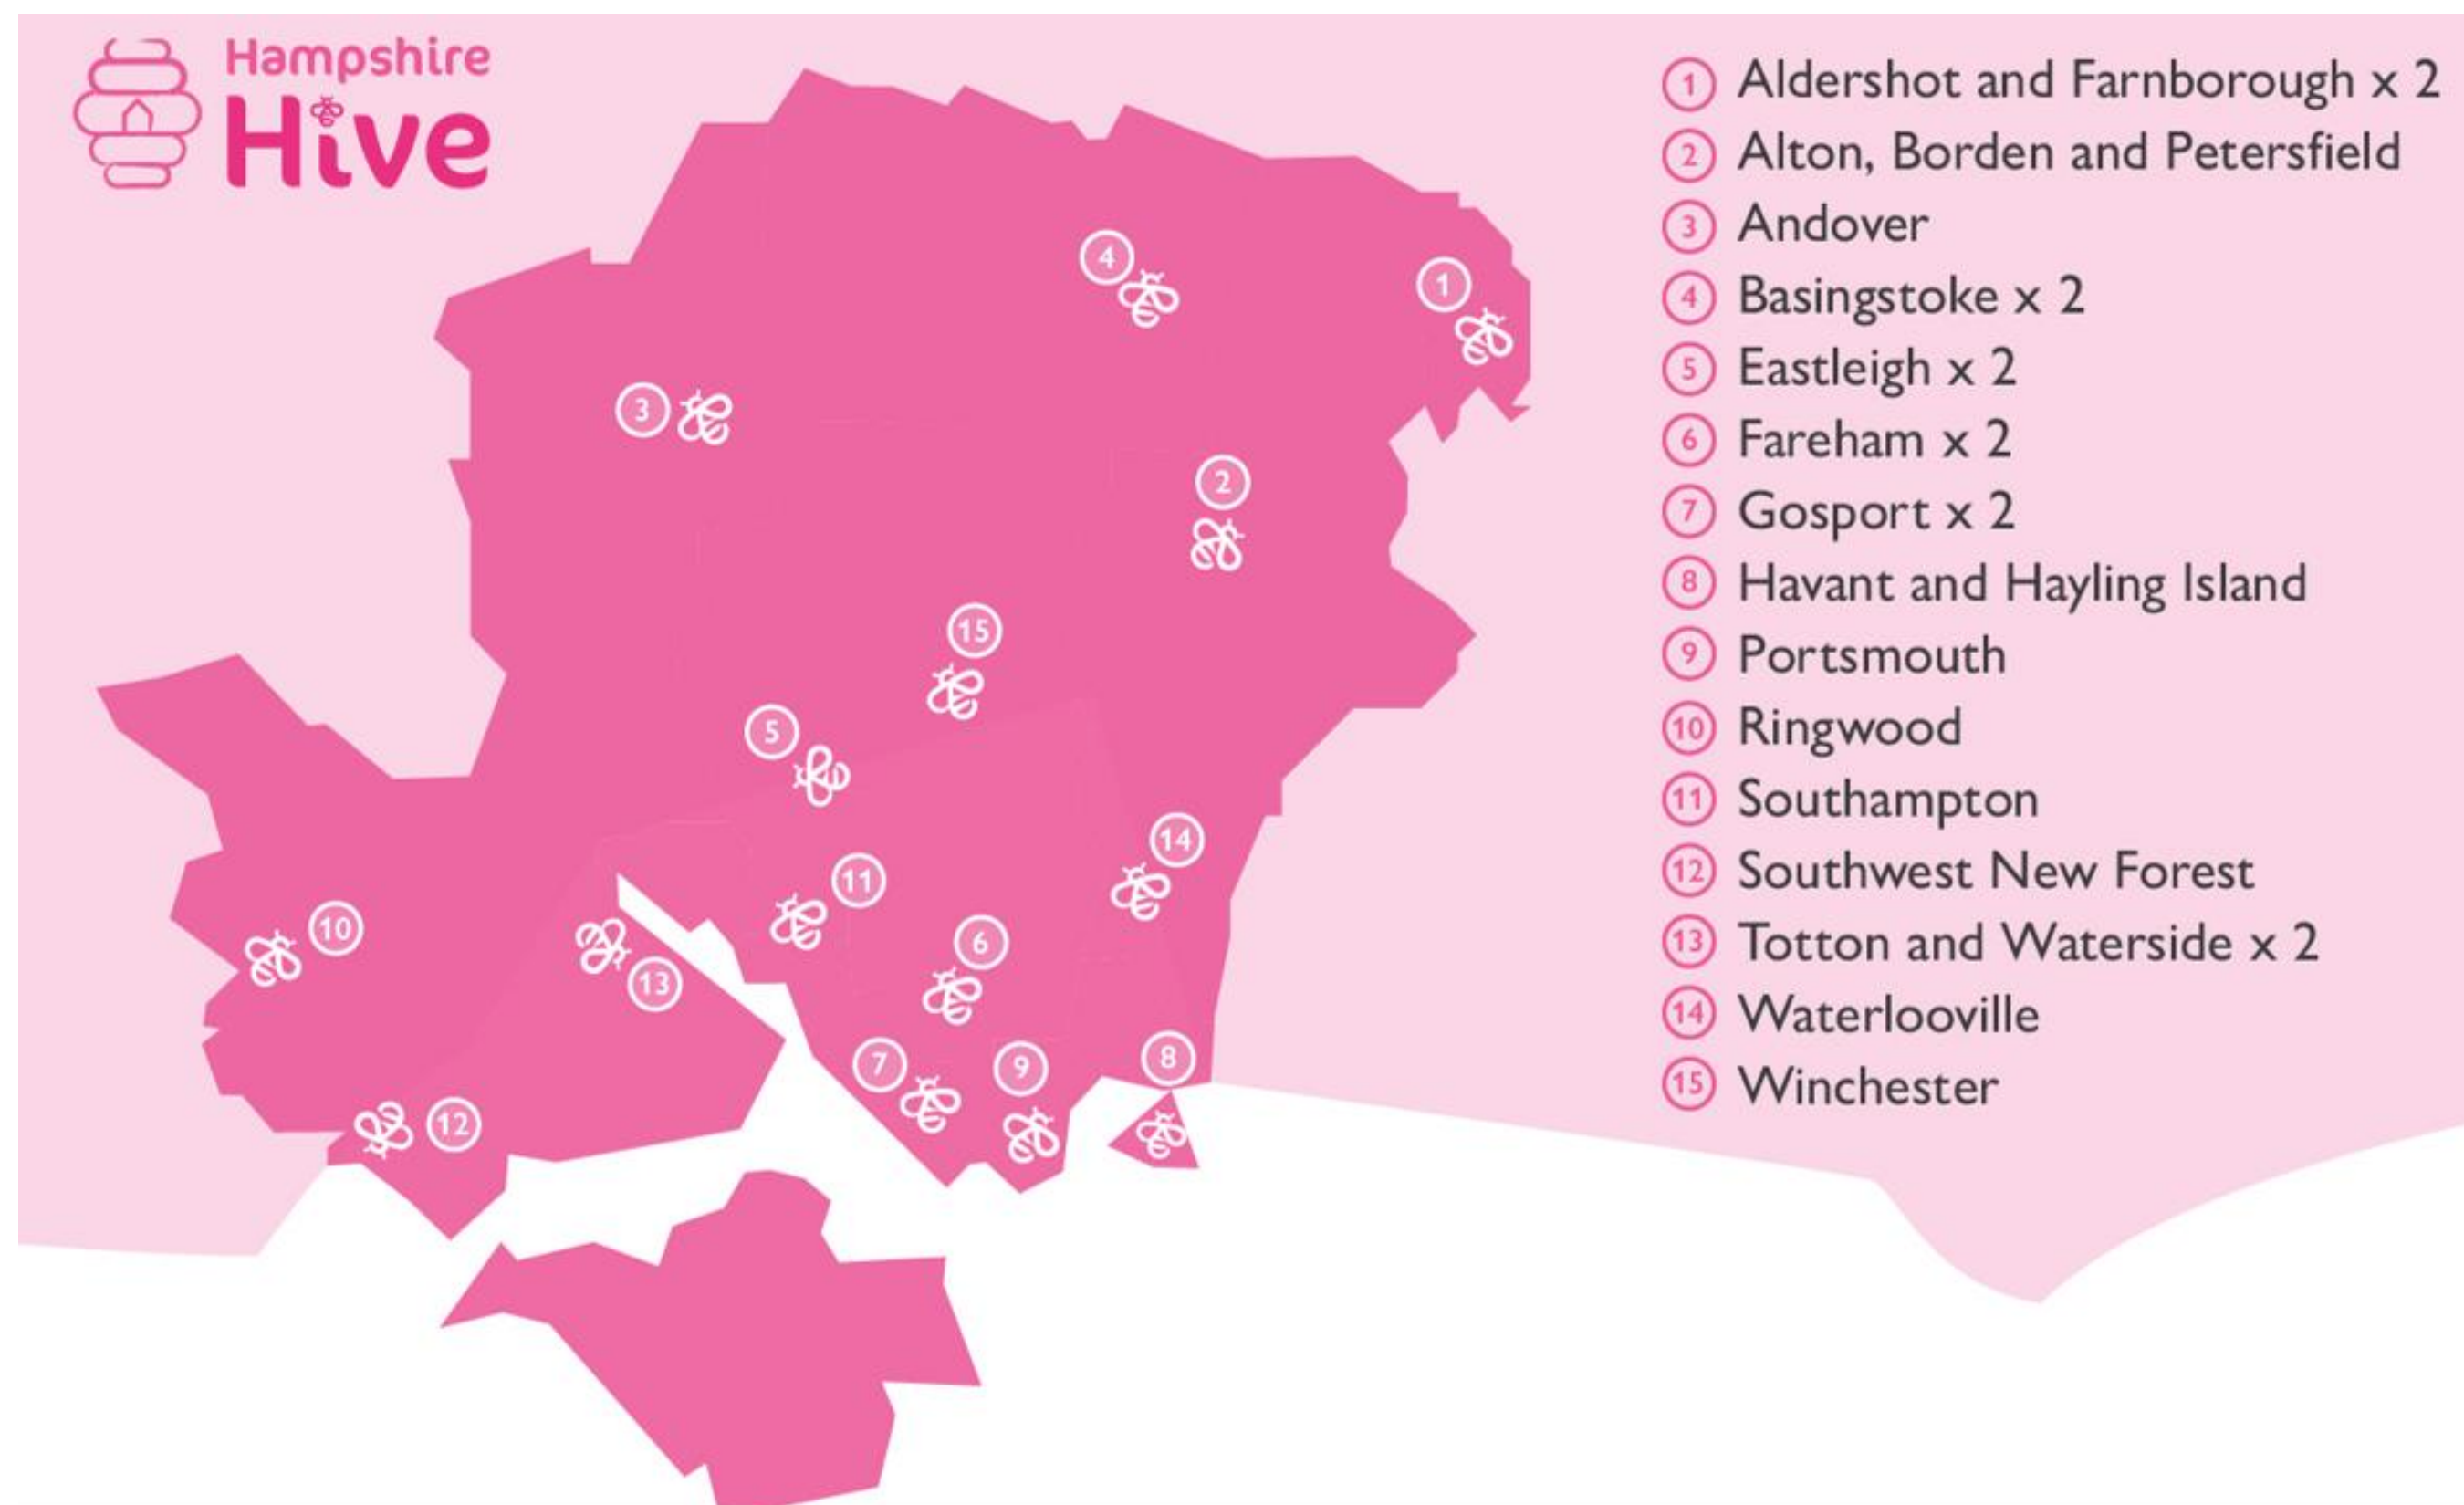 Hampshire
Hive
1 Aldershot and Farnborough x 2
2 Alton, Borden and Petersfield
3 Andover
4 Basingstoke x 2
5 Eastleigh x 2
6 Fareham x 2
7 Gosport x 2
8 Havant and Hayling Island
9 Portsmouth
10 Ringwood
11 Southampton
12 Southwest New Forest
13 Totton and Waterside x 2
14 Waterlooville
15 Winchester
4
1
3
2
15
5
14
11
10
6
13
8
7
9
12